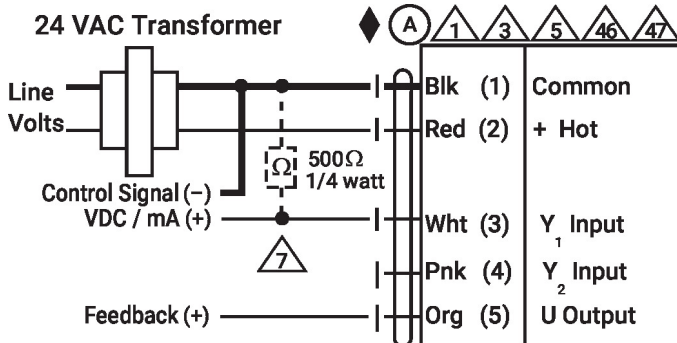 24 VAC Transformer
A 1 3 5 46 47
Line
Volts
Blk (1) Common
Red (2) + Hot
Ω 500Ω
1/4 watt
Control Signal (−)
VDC / mA (+)
7
Wht (3) Y1 Input
Pnk (4) Y2 Input
Feedback (+)
Org (5) U Output